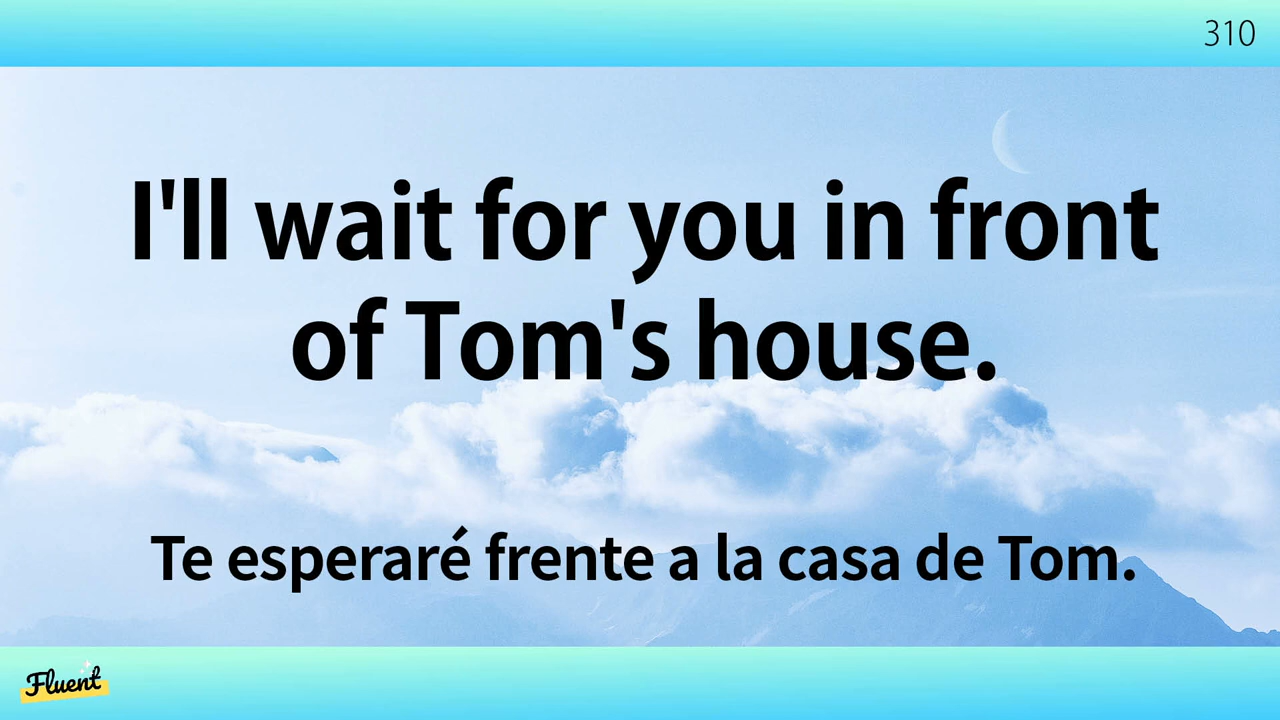 310
I'll wait for you in front
of Tom's house.
Te esperaré frente a la casa de Tom.
Fluent